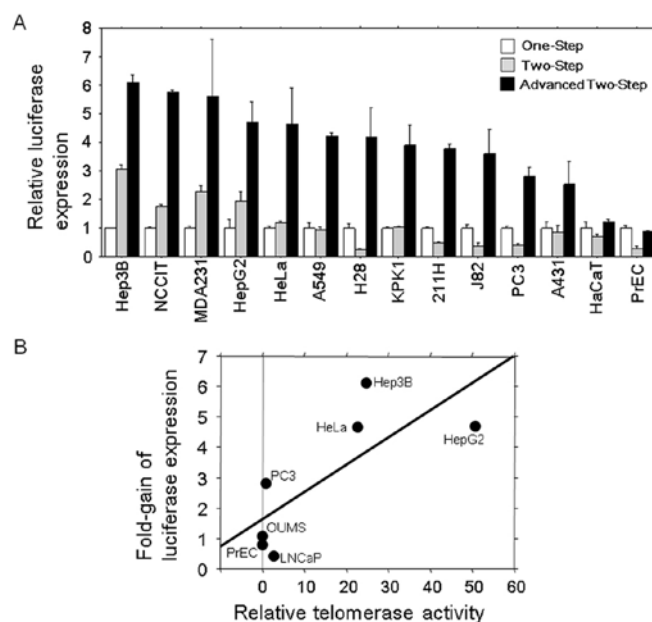 A
Relative luciferase
expression
8
7
6
5
4
3
2
1
0
One-Step
Two-Step
Advanced Two-Step
Hep3B
NCCIT
MDA231
HepG2
HeLa
A549
H28
KPK1
211H
J82
PC3
A431
HaCaT
PrEC
B
Fold-gain of
luciferase expression
7
6
5
4
3
2
1
0
Hep3B
HeLa
HepG2
PC3
OUMS
PrEC
LNCaP
0 10 20 30 40 50 60
Relative telomerase activity